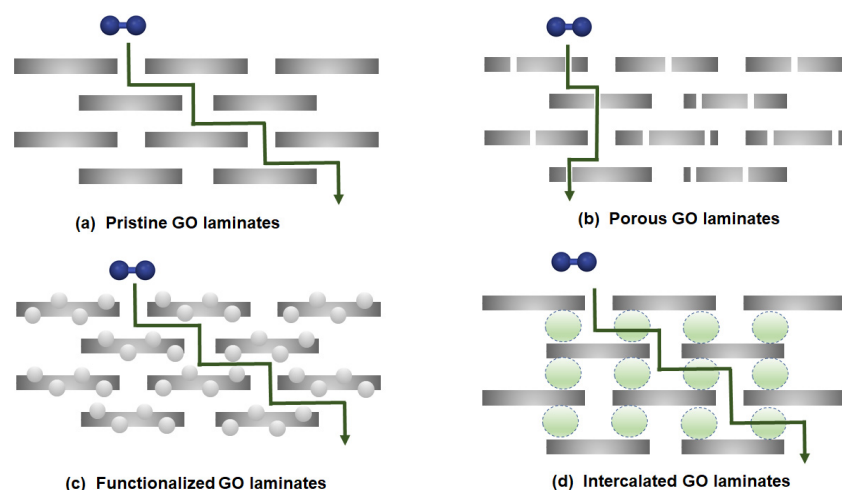 (a) Pristine GO laminates
(b) Porous GO laminates
(c) Functionalized GO laminates
(d) Intercalated GO laminates